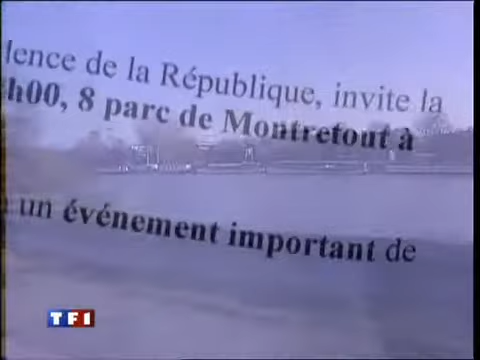 lence de la République, invite la
h00, 8 parc de Montretout à
un événement important de
TF1